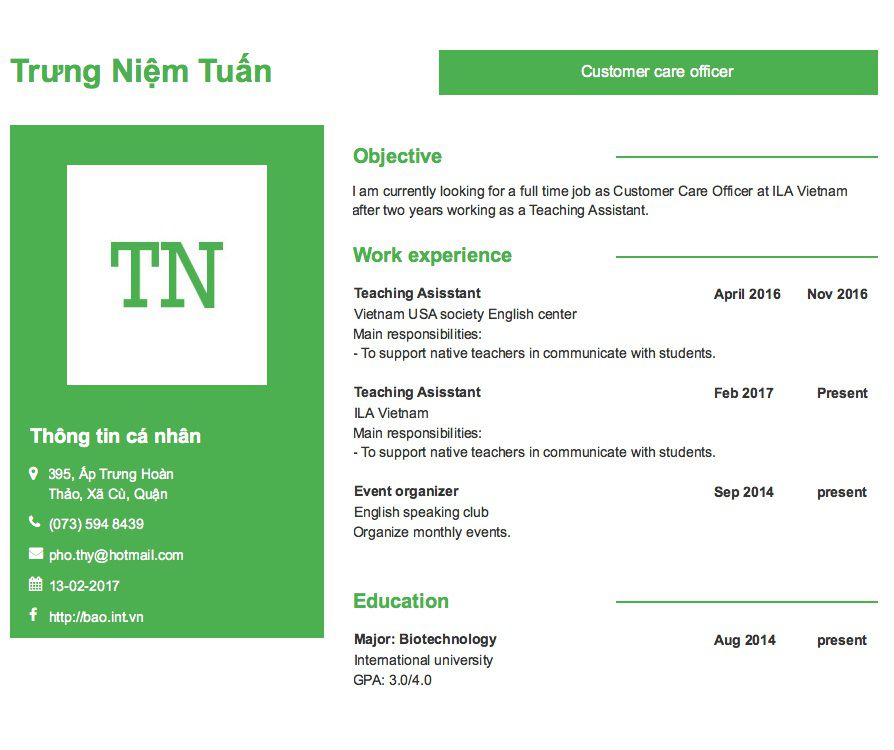 Trưng Niệm Tuấn
Customer care officer
TN
Thông tin cá nhân
395, Ấp Trưng Hoàn
Thảo, Xã Cù, Quận
(073) 594 8439
pho.thy@hotmail.com
13-02-2017
http://bao.int.vn
Objective
I am currently looking for a full time job as Customer Care Officer at ILA Vietnam
after two years working as a Teaching Assistant.
Work experience
Teaching Asisstant April 2016 Nov 2016
Vietnam USA society English center
Main responsibilities:
- To support native teachers in communicate with students.
Teaching Asisstant Feb 2017 Present
ILA Vietnam
Main responsibilities:
- To support native teachers in communicate with students.
Event organizer Sep 2014 present
English speaking club
Organize monthly events.
Education
Major: Biotechnology Aug 2014 present
International university
GPA: 3.0/4.0